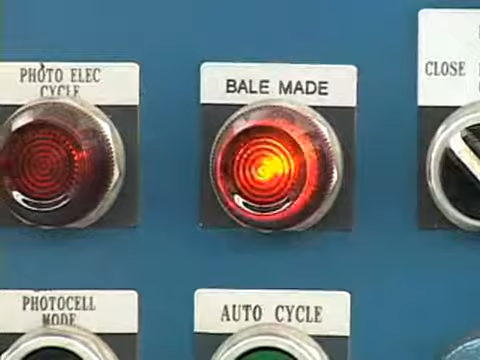 PHOTO ELEC
CYCLE
BALE MADE
CLOSE
PHOTOCELL
MODE
AUTO CYCLE